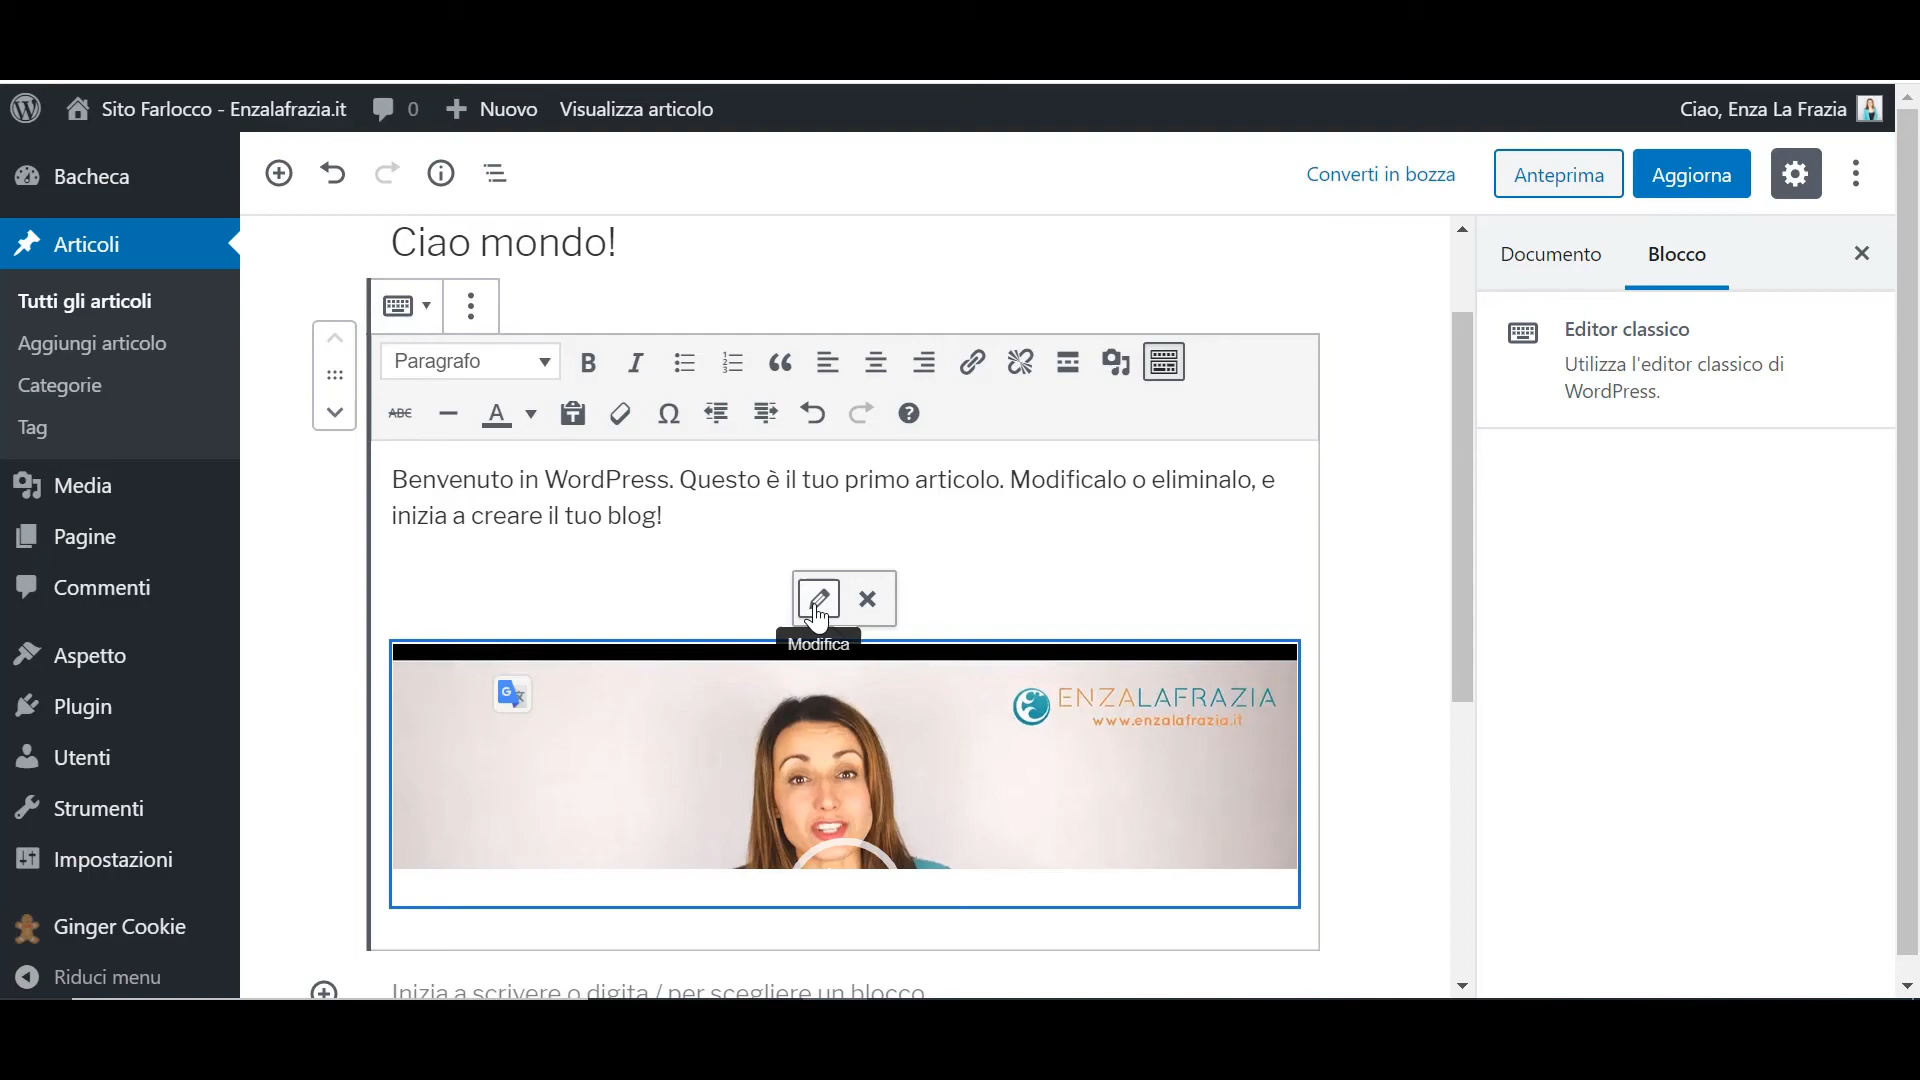 Sito Farlocco - Enzalafrazia.it 0 Nuovo Visualizza articolo Ciao, Enza La Frazia
Bacheca
Articoli
Tutti gli articoli
Aggiungi articolo
Categorie
Tag
Media
Pagine
Commenti
Aspetto
Plugin
Utenti
Strumenti
Impostazioni
Ginger Cookie
Riduci menu
Converti in bozza Anteprima Aggiorna
Ciao mondo!
Paragrafo B I
ABC A
Benvenuto in WordPress. Questo è il tuo primo articolo. Modificalo o eliminalo, e
inizia a creare il tuo blog!
Modifica
ENZALAFRAZIA
www.enzalafrazia.it
Inizia a scrivere o digita / per scegliere un blocco
Documento Blocco
Editor classico
Utilizza l'editor classico di
WordPress.